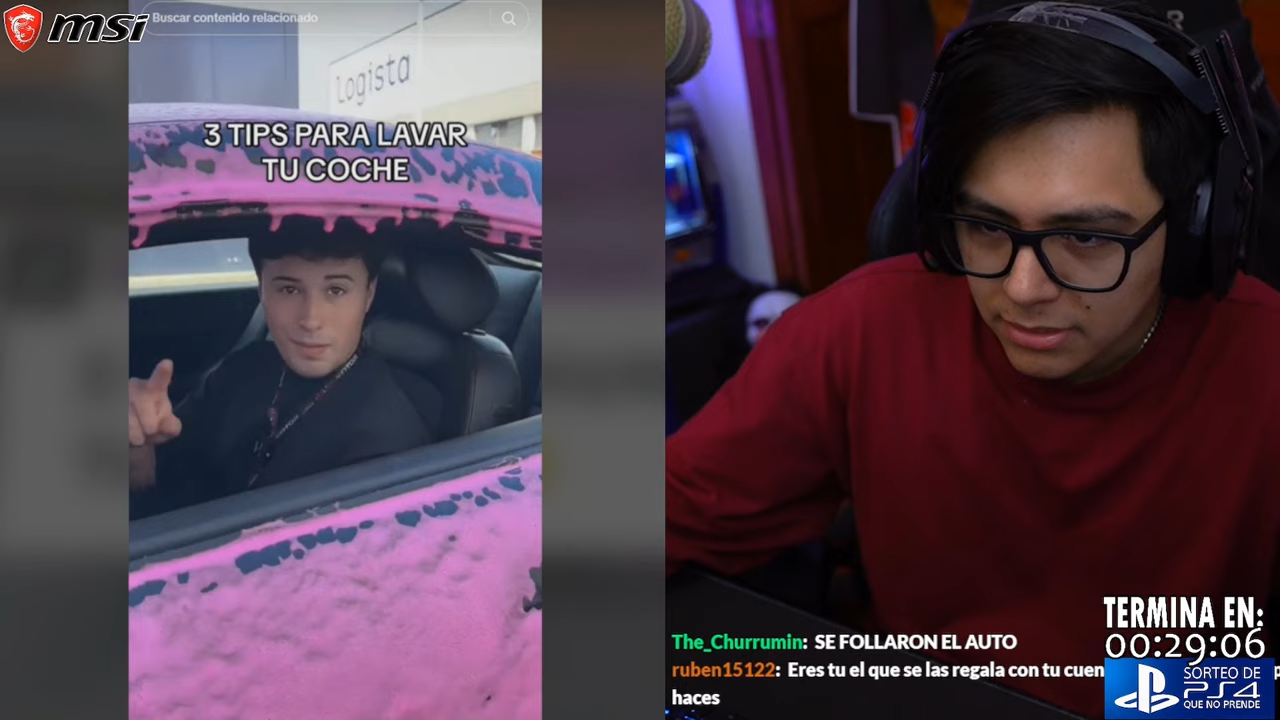 msi
Buscar contenido relacionado
Logista
3 TIPS PARA LAVAR
TU COCHE
TERMINA EN:
00:29:06
The_Churrumin: SE FOLLARON EL AUTO
ruben15122: Eres tu el que se las regala con tu cuen
haces
SORTEO DE
PS4
QUE NO PRENDE